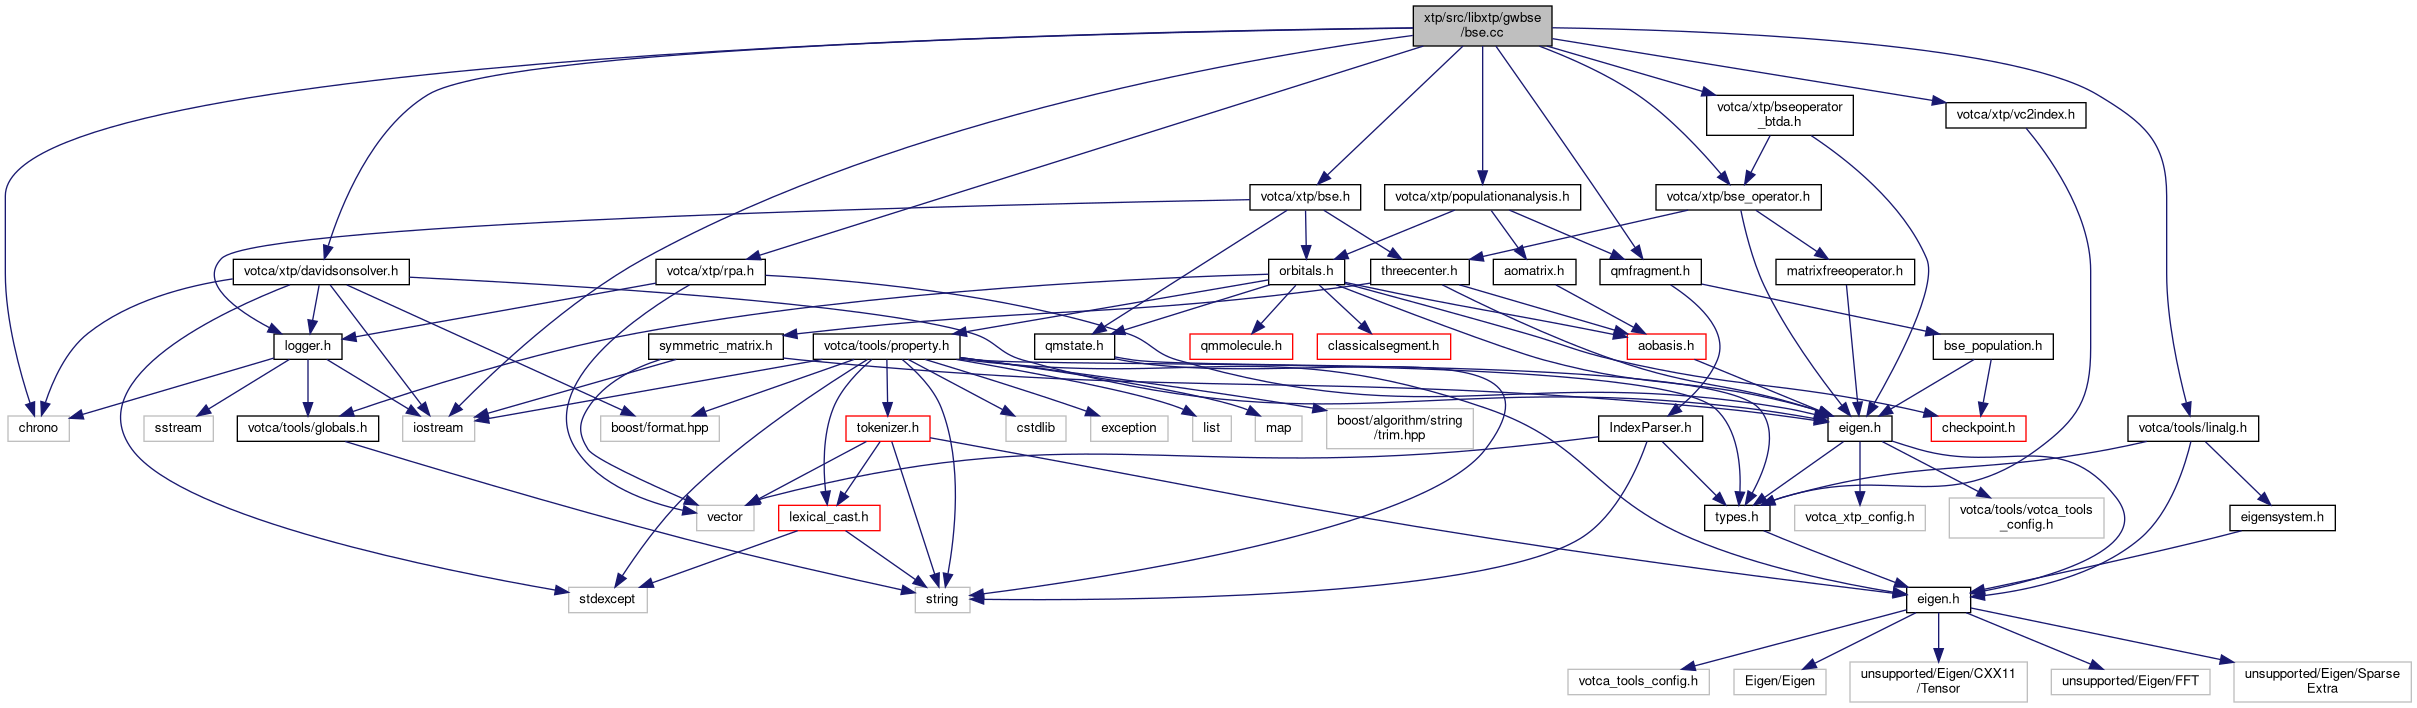 xtp/src/libxtp/gwbse
/bse.cc
votca/xtp/bseoperator
_btda.h
votca/xtp/vc2index.h
votca/xtp/bse.h
votca/xtp/populationanalysis.h
votca/xtp/bse_operator.h
votca/xtp/davidsonsolver.h
votca/xtp/rpa.h
orbitals.h
threecenter.h
aomatrix.h
qmfragment.h
matrixfreeoperator.h
logger.h
symmetric_matrix.h
votca/tools/property.h
qmstate.h
qmmolecule.h
classicalsegment.h
aobasis.h
bse_population.h
chrono
sstream
votca/tools/globals.h
iostream
boost/format.hpp
tokenizer.h
cstdlib
exception
list
map
boost/algorithm/string
/trim.hpp
IndexParser.h
eigen.h
checkpoint.h
votca/tools/linalg.h
vector
lexical_cast.h
types.h
votca_xtp_config.h
votca/tools/votca_tools
_config.h
eigensystem.h
stdexcept
string
eigen.h
votca_tools_config.h
Eigen/Eigen
unsupported/Eigen/CXX11
/Tensor
unsupported/Eigen/FFT
unsupported/Eigen/Sparse
Extra